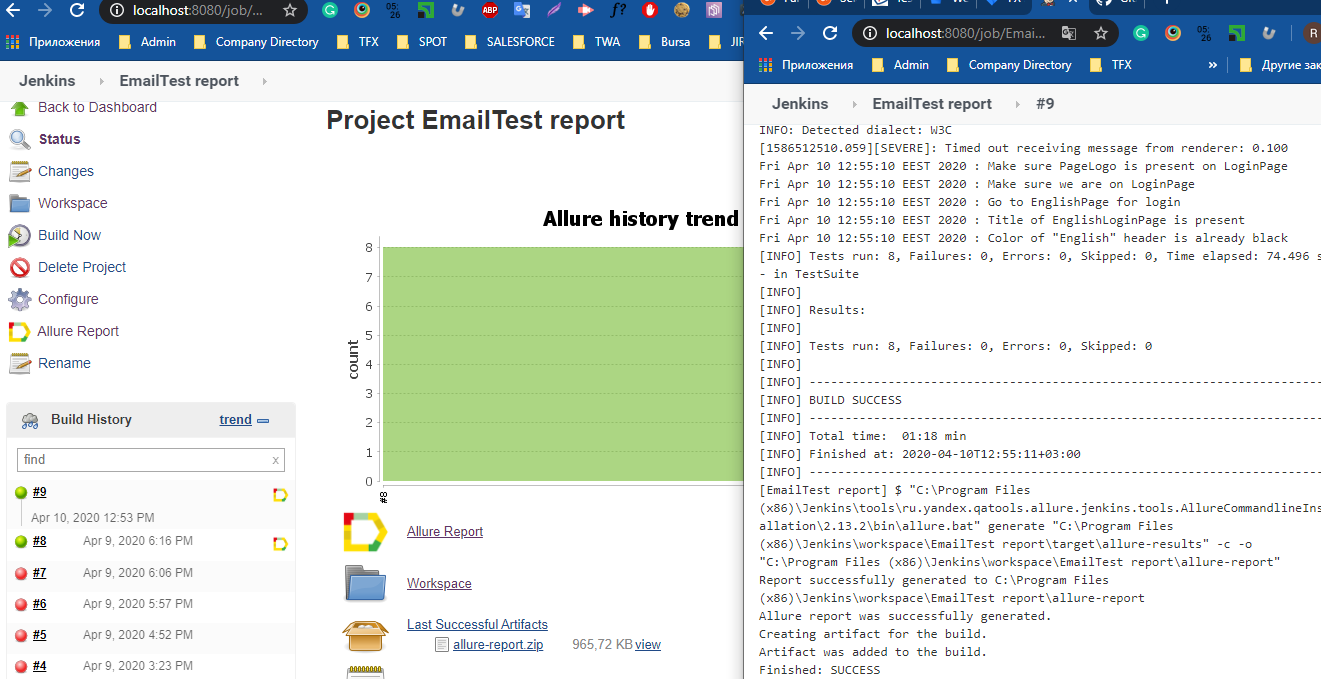 localhost:8080/job/...
05:
26
ABP
ƒ?
Приложения
Admin
Company Directory
TFX
SPOT
SALESFORCE
TWA
Bursa
Jenkins
EmailTest report
Back to Dashboard
Status
Changes
Workspace
Build Now
Delete Project
Configure
Allure Report
Rename
Build History
trend
find
x
#9
Apr 10, 2020 12:53 PM
#8
Apr 9, 2020 6:16 PM
#7
Apr 9, 2020 6:06 PM
#6
Apr 9, 2020 5:57 PM
#5
Apr 9, 2020 4:52 PM
#4
Apr 9, 2020 3:23 PM
Project EmailTest report
Allure history trend
8
7
6
5
4
3
2
1
0
count
#8
Allure Report
Workspace
Last Successful Artifacts
allure-report.zip 965,72 KB view
localhost:8080/job/Emai...
05:
26
R
Приложения
Admin
Company Directory
TFX
»
Другие зак
Jenkins
EmailTest report
#9
INFO: Detected dialect: W3C
[1586512510.059][SEVERE]: Timed out receiving message from renderer: 0.100
Fri Apr 10 12:55:10 EEST 2020 : Make sure PageLogo is present on LoginPage
Fri Apr 10 12:55:10 EEST 2020 : Make sure we are on LoginPage
Fri Apr 10 12:55:10 EEST 2020 : Go to EnglishPage for login
Fri Apr 10 12:55:10 EEST 2020 : Title of EnglishLoginPage is present
Fri Apr 10 12:55:10 EEST 2020 : Color of "English" header is already black
[INFO] Tests run: 8, Failures: 0, Errors: 0, Skipped: 0, Time elapsed: 74.496 s
- in TestSuite
[INFO]
[INFO] Results:
[INFO]
[INFO] Tests run: 8, Failures: 0, Errors: 0, Skipped: 0
[INFO]
[INFO] ------------------------------------------------------------------------
[INFO] BUILD SUCCESS
[INFO] ------------------------------------------------------------------------
[INFO] Total time:  01:18 min
[INFO] Finished at: 2020-04-10T12:55:11+03:00
[INFO] ------------------------------------------------------------------------
[EmailTest report] $ "C:\Program Files
(x86)\Jenkins\tools\ru.yandex.qatools.allure.jenkins.tools.AllureCommandlineIns
allation\2.13.2\bin\allure.bat" generate "C:\Program Files
(x86)\Jenkins\workspace\EmailTest report\target\allure-results" -c -o
"C:\Program Files (x86)\Jenkins\workspace\EmailTest report\allure-report"
Report successfully generated to C:\Program Files
(x86)\Jenkins\workspace\EmailTest report\allure-report
Allure report was successfully generated.
Creating artifact for the build.
Artifact was added to the build.
Finished: SUCCESS